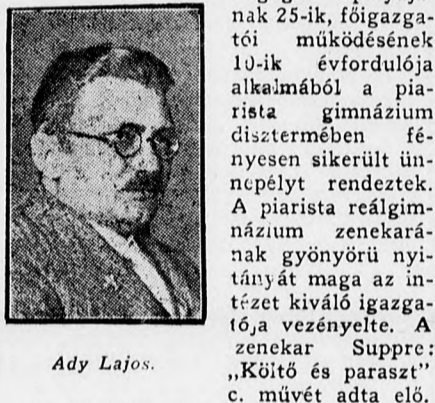 nak 25-ik, főigazga-
tói működésének
10-ik évfordulója
alkalmából a pia-
rista gimnázium
disztermében fé-
nyesen sikerült ün-
nepélyt rendeztek.
A piarista reálgim-
názium zenekará-
nak gyönyörü nyi-
tányát maga az in-
tézet kiváló igazga-
tója vezényelte. A
zenekar Suppre:
„Költő és paraszt"
c. művét adta elő.
Ady Lajos.